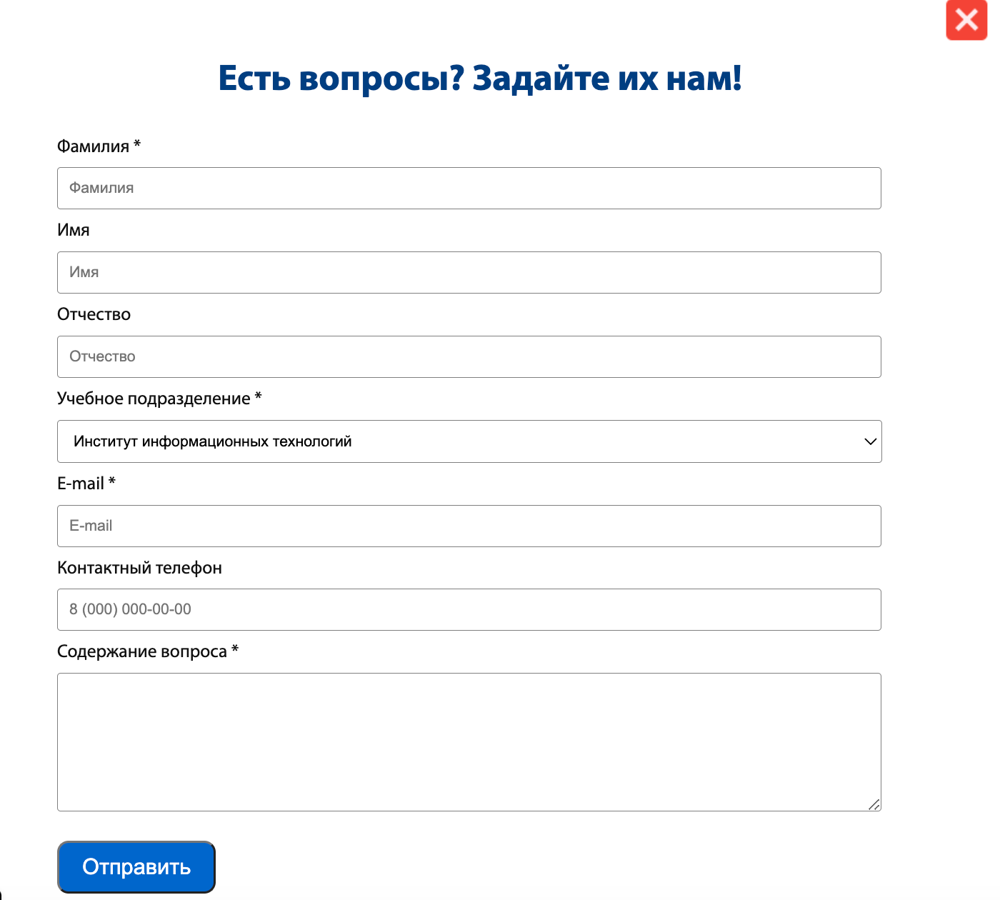 Есть вопросы? Задайте их нам!
Фамилия *
Фамилия
Имя
Имя
Отчество
Отчество
Учебное подразделение *
Институт информационных технологий
E-mail *
E-mail
Контактный телефон
8 (000) 000-00-00
Содержание вопроса *
Отправить